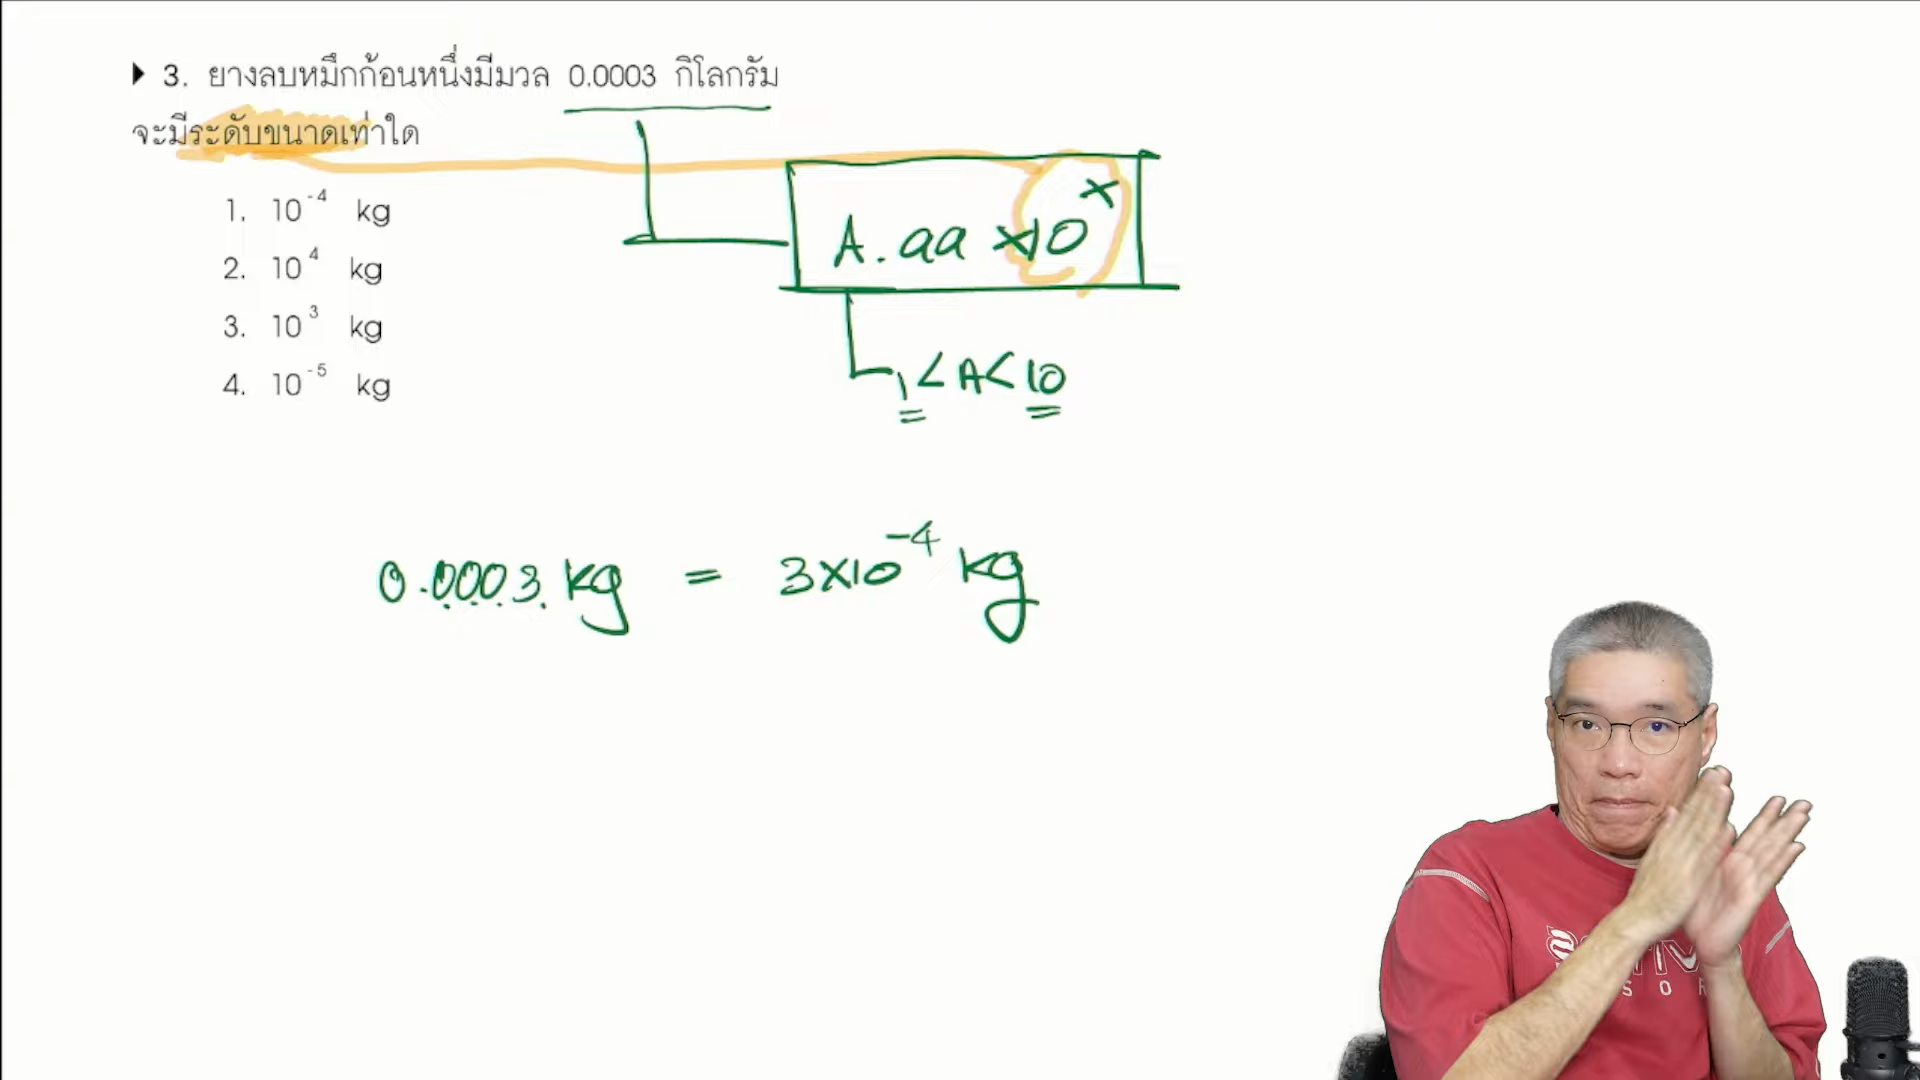 ▶ 3. ยางลบหมึกก้อนหนึ่งมีมวล 0.0003 กิโลกรัม
จะมีระดับขนาดเท่าใด
1. 10⁻⁴ kg
2. 10⁴ kg
3. 10³ kg
4. 10⁻⁵ kg
A.aa ×10ˣ
1 < A < 10
0.0003 kg = 3×10⁻⁴ kg